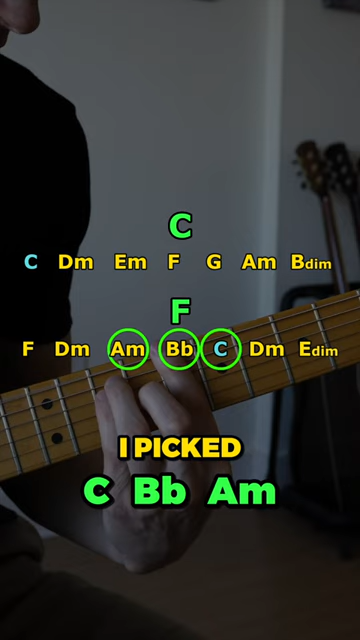 C
C Dm Em F G Am Bdim
F
F Dm Am Bb C Dm Edim
I PICKED
C Bb Am